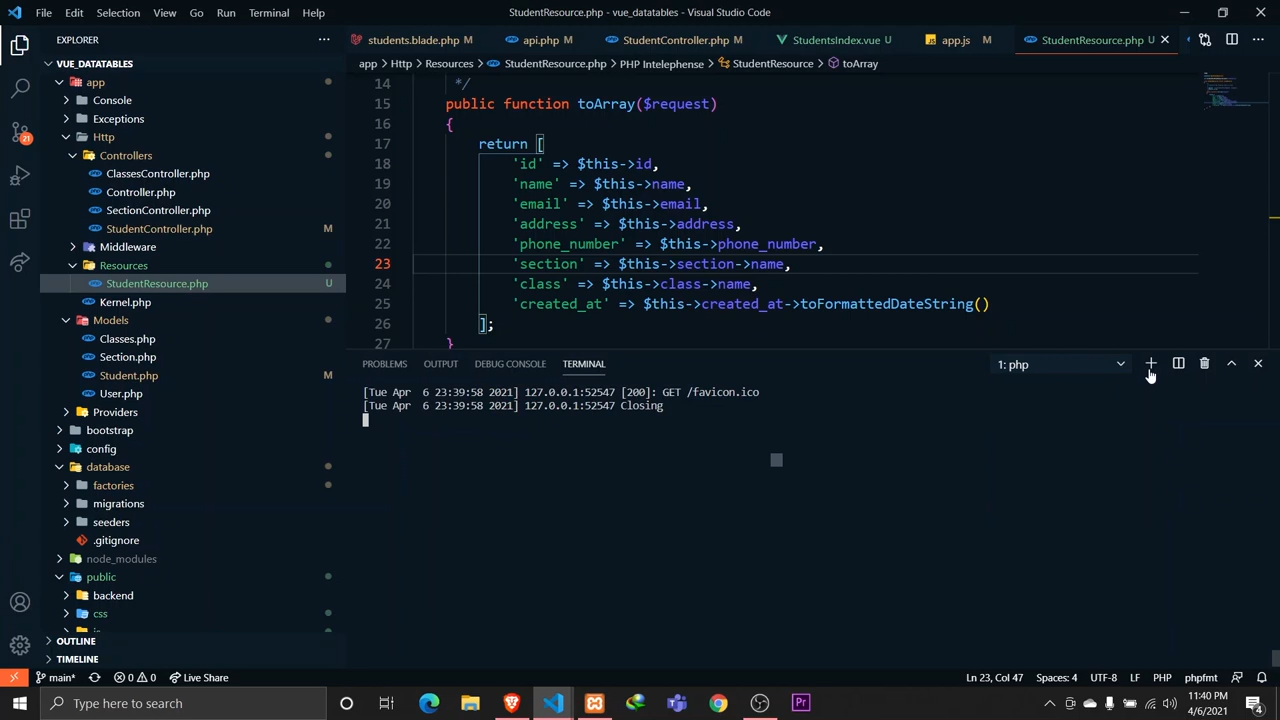 File Edit Selection View Go Run Terminal Help StudentResource.php - vue_datatables - Visual Studio Code
EXPLORER
students.blade.php M api.php M StudentController.php M StudentsIndex.vue U app.js M StudentResource.php U
VUE_DATATABLES
app > Http > Resources > StudentResource.php > PHP Intelephense > StudentResource > toArray
app
Console
Exceptions
Http
Controllers
ClassesController.php
Controller.php
SectionController.php
StudentController.php M
Middleware
Resources
StudentResource.php U
Kernel.php
Models
Classes.php
Section.php
Student.php M
User.php
Providers
bootstrap
config
database
factories
migrations
seeders
.gitignore
node_modules
public
backend
css
OUTLINE
TIMELINE
14 */
15 public function toArray($request)
16 {
17 return [
18 'id' => $this->id,
19 'name' => $this->name,
20 'email' => $this->email,
21 'address' => $this->address,
22 'phone_number' => $this->phone_number,
23 'section' => $this->section->name,
24 'class' => $this->class->name,
25 'created_at' => $this->created_at->toFormattedDateString()
26 ];
27 }
PROBLEMS OUTPUT DEBUG CONSOLE TERMINAL 1: php
[Tue Apr 6 23:39:58 2021] 127.0.0.1:52547 [200]: GET /favicon.ico
[Tue Apr 6 23:39:58 2021] 127.0.0.1:52547 Closing
21
main* 0 0 Live Share Ln 23, Col 47 Spaces: 4 UTF-8 LF PHP phpfmt
Type here to search
Pr
11:40 PM
4/6/2021
4